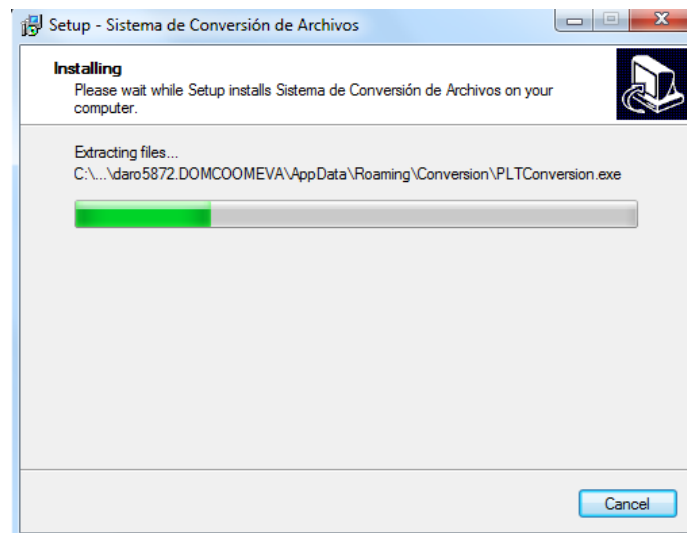 Setup - Sistema de Conversión de Archivos
Installing
Please wait while Setup installs Sistema de Conversión de Archivos on your
computer.
Extracting files...
C:\...\daro5872.DOMCOOMEVA\AppData\Roaming\Conversion\PLTConversion.exe
Cancel